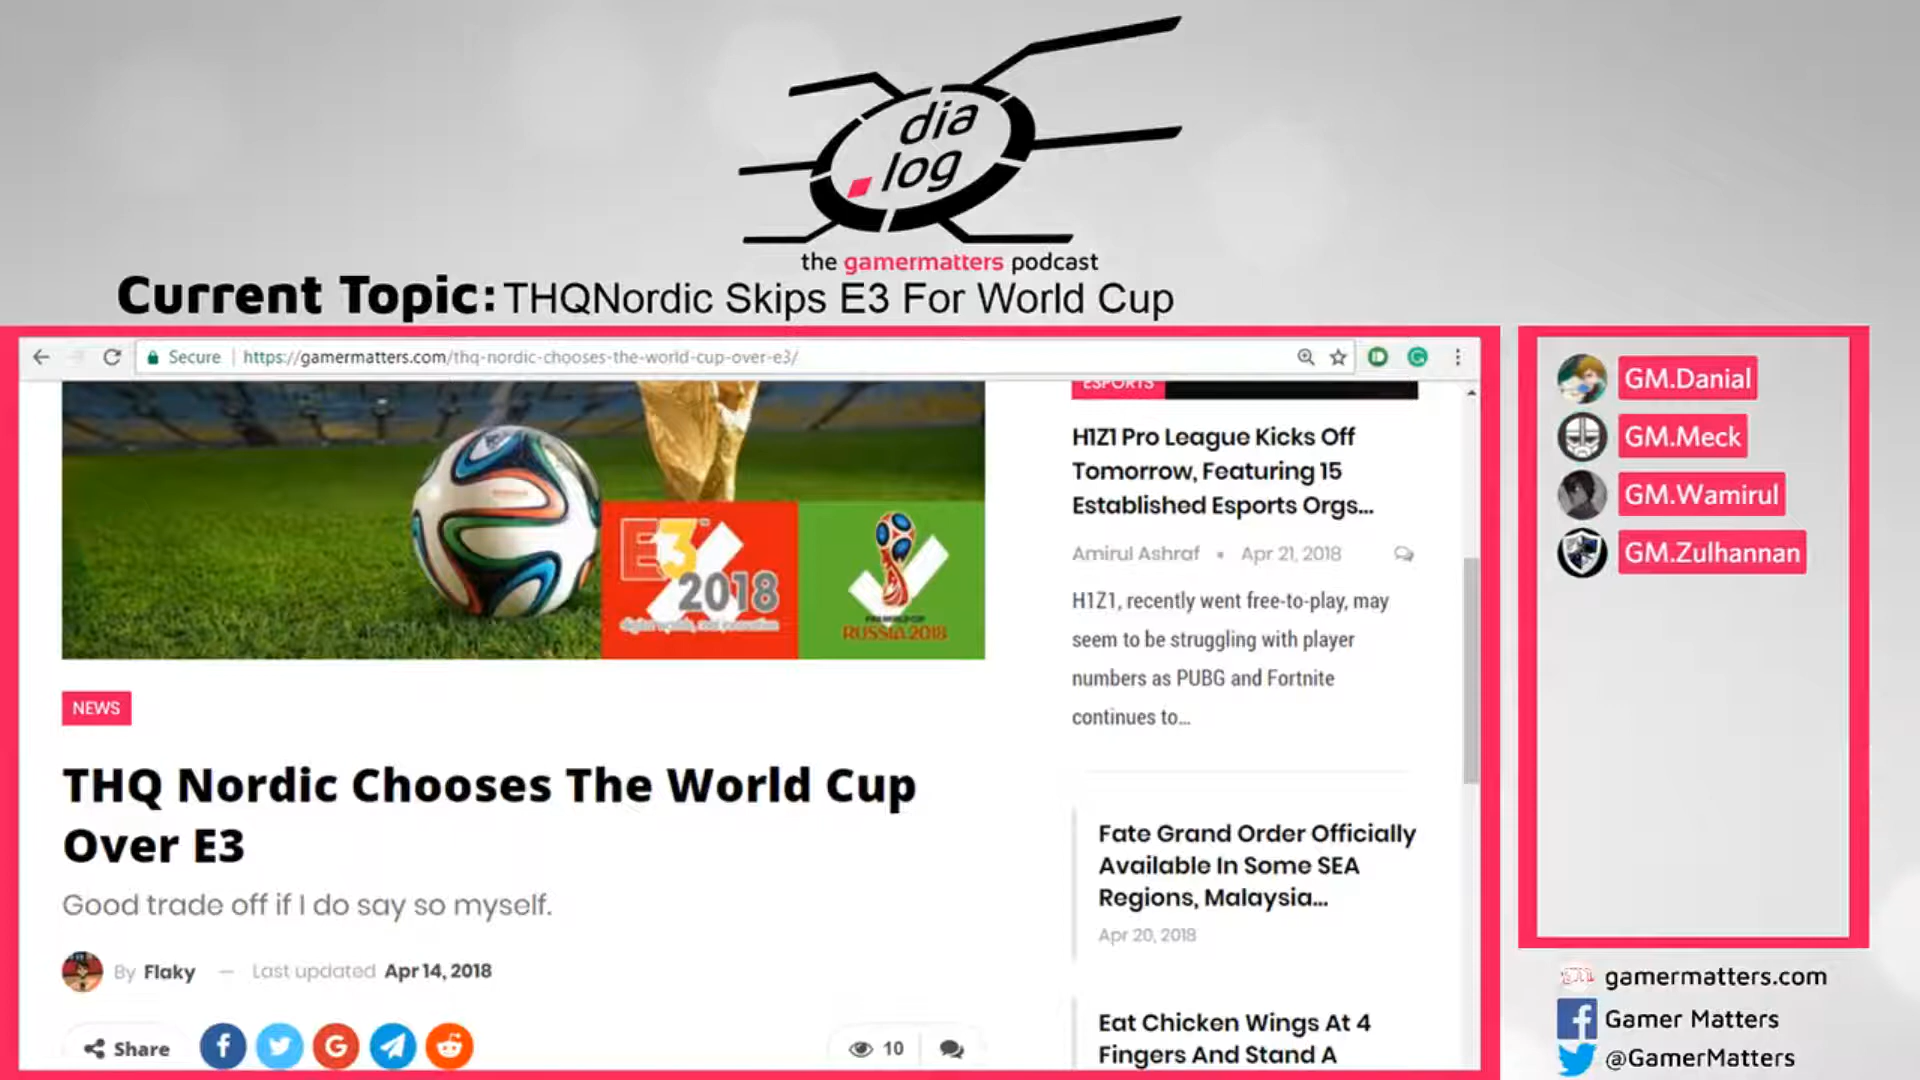 dia
.log
the gamermatters podcast
Current Topic: THQNordic Skips E3 For World Cup
Secure | https://gamermatters.com/thq-nordic-chooses-the-world-cup-over-e3/
E3 2018
RUSSIA 2018
NEWS
THQ Nordic Chooses The World Cup
Over E3
Good trade off if I do say so myself.
By Flaky — Last updated Apr 14, 2018
Share
10
ESPORTS
H1Z1 Pro League Kicks Off
Tomorrow, Featuring 15
Established Esports Orgs...
Amirul Ashraf • Apr 21, 2018
H1Z1, recently went free-to-play, may
seem to be struggling with player
numbers as PUBG and Fortnite
continues to...
Fate Grand Order Officially
Available In Some SEA
Regions, Malaysia...
Apr 20, 2018
Eat Chicken Wings At 4
Fingers And Stand A
GM.Danial
GM.Meck
GM.Wamirul
GM.Zulhannan
gamermatters.com
Gamer Matters
@GamerMatters